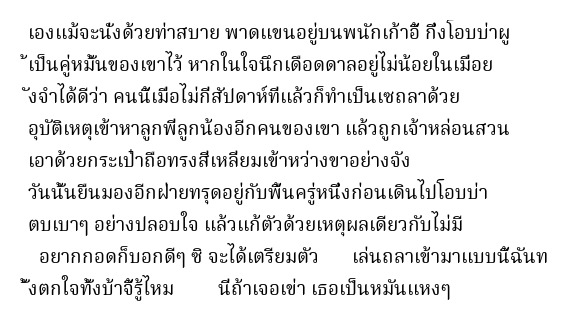 เองแม้จะนั่งด้วยท่าสบาย พาดแขนอยู่บนพนักเก้าอี้ กึ่งโอบบ่าผู
้เป็นคู่หมั้นของเขาไว้ หากในใจนึกเดือดดาลอยู่ไม่น้อยในเมื่อย
ังจำได้ดีว่า คนนี้เมื่อไม่กี่สัปดาห์ที่แล้วก็ทำเป็นเซถลาด้วย
อุบัติเหตุเข้าหาลูกพี่ลูกน้องอีกคนของเขา แล้วถูกเจ้าหล่อนสวน
เอาด้วยกระเป๋าถือทรงสี่เหลี่ยมเข้าหว่างขาอย่างจัง
วันนั้นยืนมองอีกฝ่ายทรุดอยู่กับพื้นครู่หนึ่งก่อนเดินไปโอบบ่า
ตบเบาๆ อย่างปลอบใจ แล้วแก้ตัวด้วยเหตุผลเดียวกับไม่มี
อยากกอดก็บอกดีๆ ซิ จะได้เตรียมตัว เล่นถลาเข้ามาแบบนี้ฉันท
ั้งตกใจทั้งบ้าจี้รู้ไหม นี่ถ้าเจอเข่า เธอเป็นหมันแหงๆ